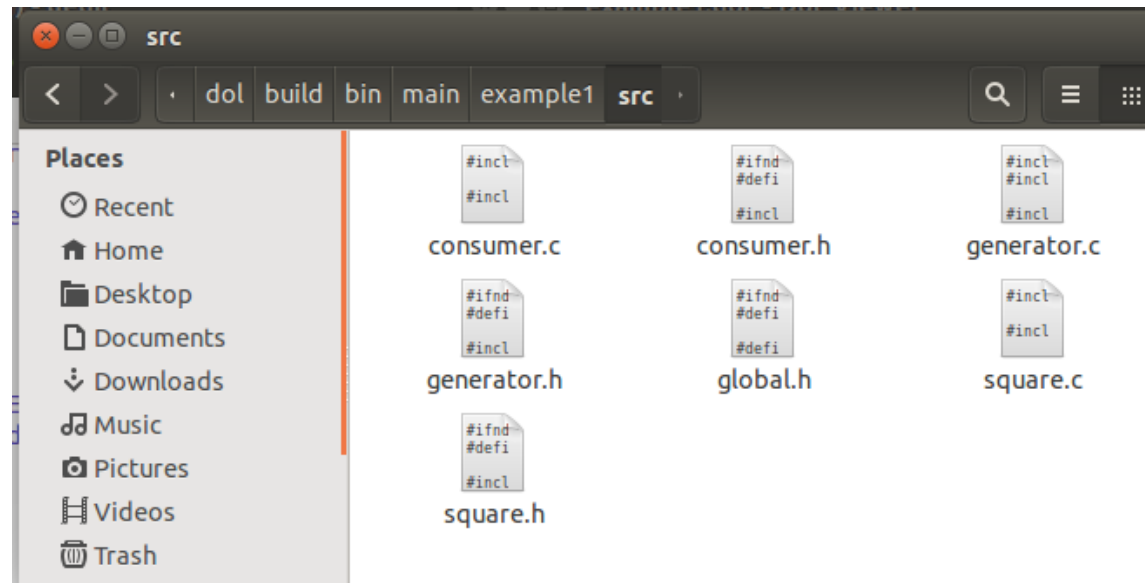 src
dol build bin main example1 src
Places
Recent
Home
Desktop
Documents
Downloads
Music
Pictures
Videos
Trash
#incl
#incl
consumer.c
#ifnd
#defi
#incl
consumer.h
#incl
#incl
#incl
generator.c
#ifnd
#defi
#incl
generator.h
#ifnd
#defi
#defi
global.h
#incl
#incl
square.c
#ifnd
#defi
#incl
square.h